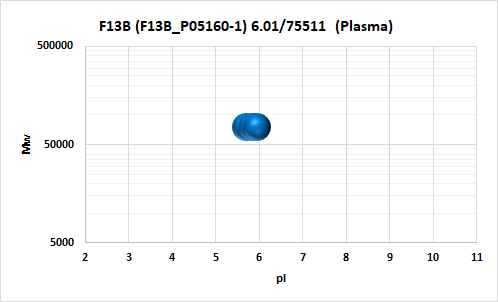 F13B (F13B_P05160-1) 6.01/75511  (Plasma)
500000
50000
5000
Mw
2 3 4 5 6 7 8 9 10 11
pI